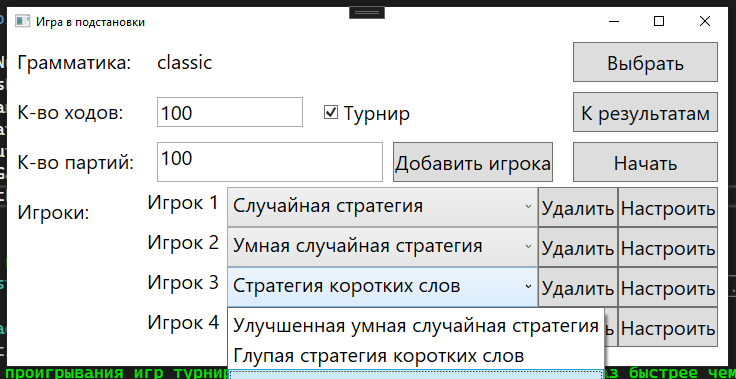 Игра в подстановки
Грамматика: classic Выбрать
К-во ходов: 100 Турнир К результатам
К-во партий: 100 Добавить игрока Начать
Игроки: Игрок 1 Случайная стратегия Удалить Настроить
Игрок 2 Умная случайная стратегия Удалить Настроить
Игрок 3 Стратегия коротких слов Удалить Настроить
Игрок 4
Улучшенная умная случайная стратегия
Глупая стратегия коротких слов
проигрывания игр турни
быстрее чем